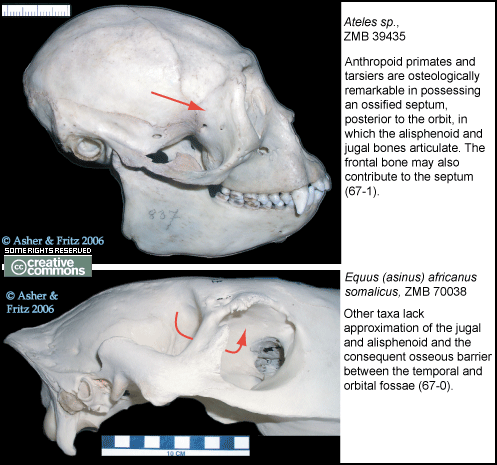 Ateles sp.,
ZMB 39435
Anthropoid primates and
tarsiers are osteologically
remarkable in possessing
an ossified septum,
posterior to the orbit, in
which the alisphenoid and
jugal bones articulate. The
frontal bone may also
contribute to the septum
(67-1).
837
© Asher & Fritz 2006
SOME RIGHTS RESERVED
cc creative
commons
© Asher &
Fritz 2006
Equus (asinus) africanus
somalicus, ZMB 70038
Other taxa lack
approximation of the jugal
and alisphenoid and the
consequent osseous barrier
between the temporal and
orbital fossae (67-0).
10 CM